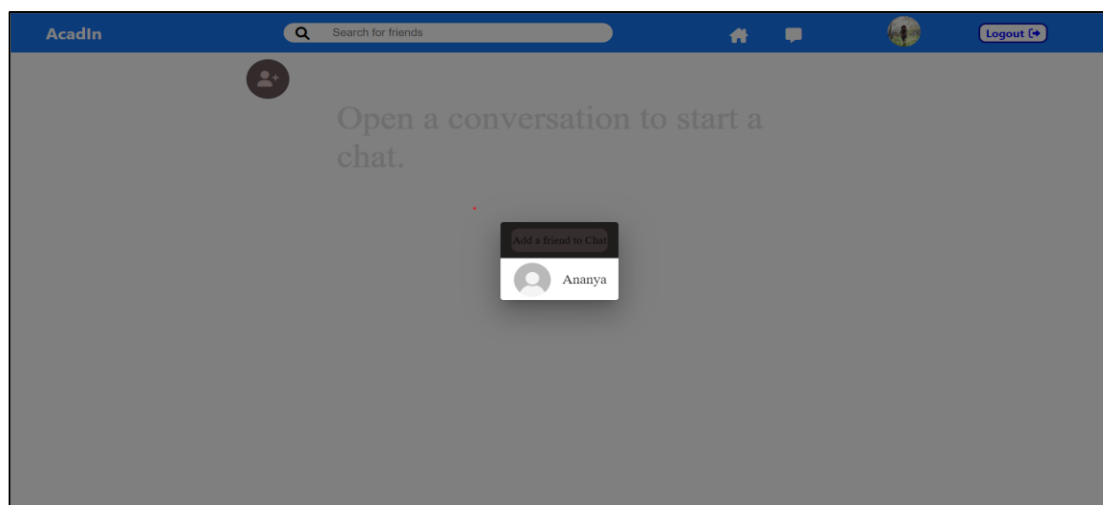 AcadIn
Search for friends
Logout
Open a conversation to start a
chat.
Add a friend to Chat
Ananya